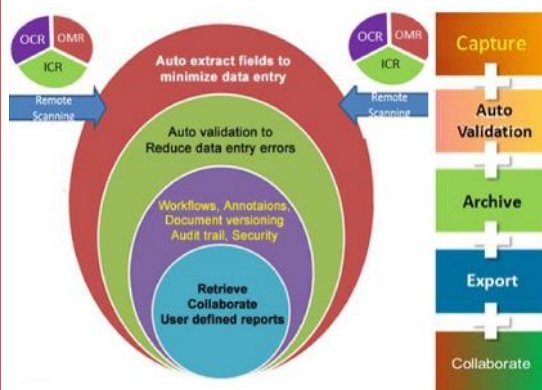 OCR
OMR
ICR
Remote
Scanning
Auto extract fields to
minimize data entry
Auto validation to
Reduce data entry errors
Workflows, Annotaions,
Document versioning
Audit trail, Security
Retrieve
Collaborate
User defined reports
OCR
OMR
ICR
Remote
Scanning
Capture
Auto
Validation
Archive
Export
Collaborate